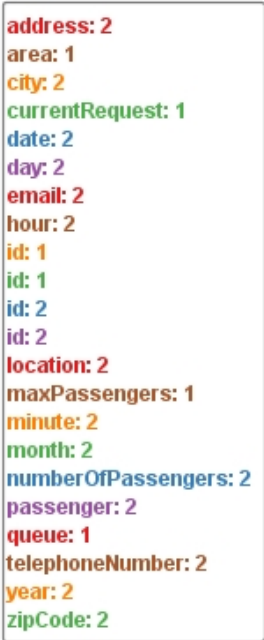 address: 2
area: 1
city: 2
currentRequest: 1
date: 2
day: 2
email: 2
hour: 2
id: 1
id: 1
id: 2
id: 2
location: 2
maxPassengers: 1
minute: 2
month: 2
numberOfPassengers: 2
passenger: 2
queue: 1
telephoneNumber: 2
year: 2
zipCode: 2